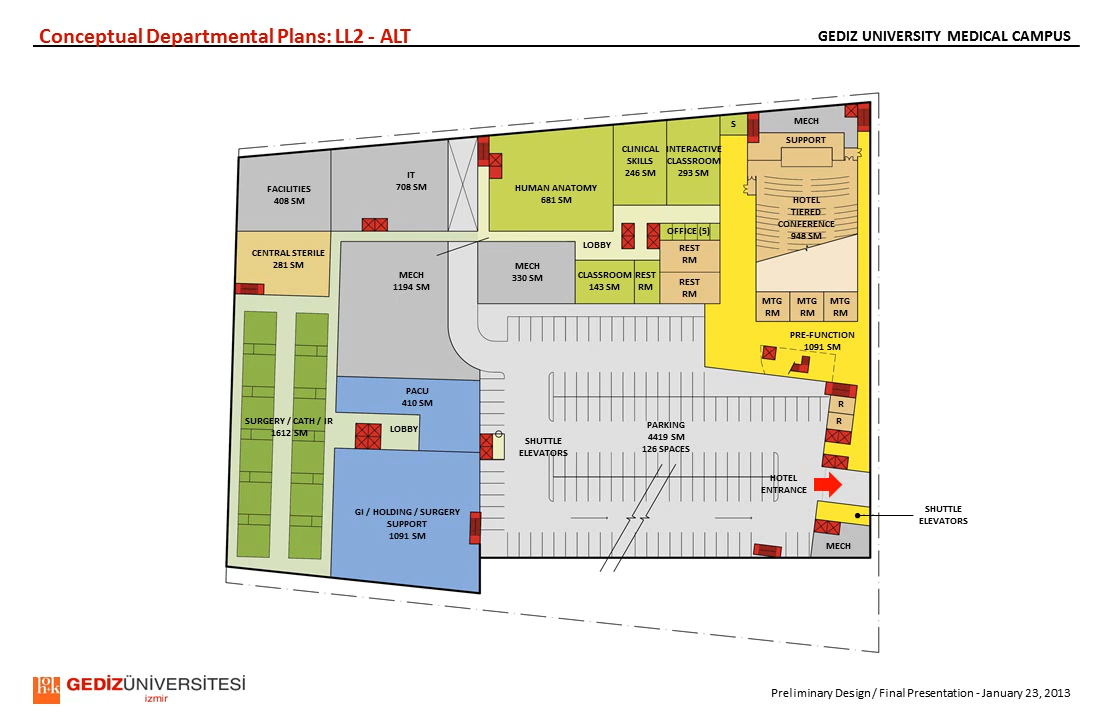 Conceptual Departmental Plans: LL2 - ALT
GEDIZ UNIVERSITY MEDICAL CAMPUS
MECH
S
SUPPORT
CLINICAL
SKILLS
246 SM
INTERACTIVE
CLASSROOM
293 SM
IT
708 SM
FACILITIES
408 SM
HUMAN ANATOMY
681 SM
HOTEL
TIERED
CONFERENCE
948 SM
OFFICE (5)
LOBBY
REST
RM
CENTRAL STERILE
281 SM
MECH
1194 SM
MECH
330 SM
CLASSROOM
143 SM
REST
RM
REST
RM
MTG
RM
MTG
RM
MTG
RM
PRE-FUNCTION
1091 SM
PACU
410 SM
R
R
SURGERY / CATH / IR
1612 SM
LOBBY
PARKING
4419 SM
126 SPACES
SHUTTLE
ELEVATORS
HOTEL
ENTRANCE
GI / HOLDING / SURGERY
SUPPORT
1091 SM
SHUTTLE
ELEVATORS
MECH
hok
GEDİZÜNİVERSİTESİ
izmir
Preliminary Design / Final Presentation - January 23, 2013